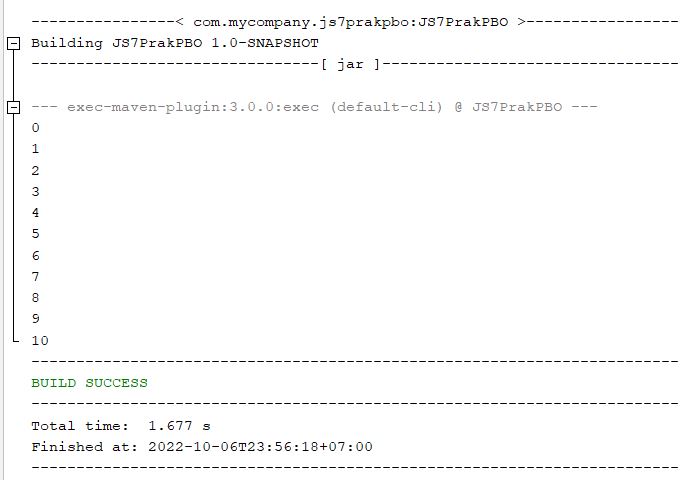 -----------------< com.mycompany.js7prakpbo:JS7PrakPBO >-----------------
Building JS7PrakPBO 1.0-SNAPSHOT
--------------------------------[ jar ]---------------------------------
--- exec-maven-plugin:3.0.0:exec (default-cli) @ JS7PrakPBO ---
0
1
2
3
4
5
6
7
8
9
10
------------------------------------------------------------------------
BUILD SUCCESS
------------------------------------------------------------------------
Total time:  1.677 s
Finished at: 2022-10-06T23:56:18+07:00
------------------------------------------------------------------------